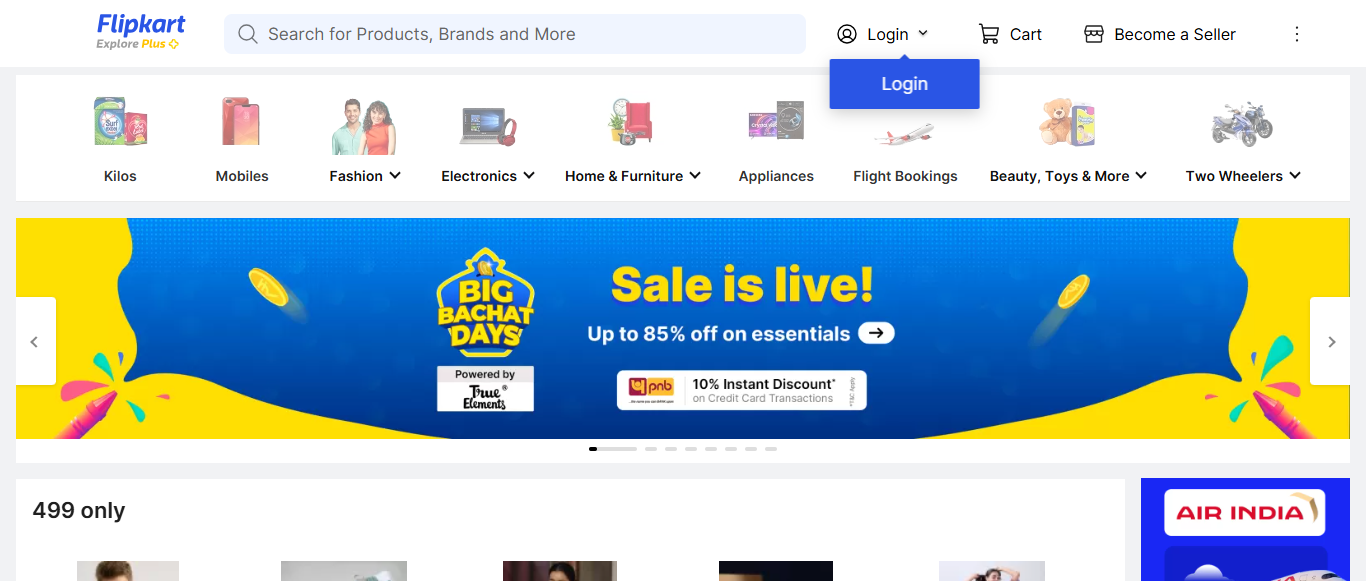 Flipkart
Explore Plus
Search for Products, Brands and More
Login
Cart
Become a Seller
Login
Surf excel
Kilos
Mobiles
Fashion
Electronics
Home & Furniture
Appliances
Flight Bookings
Beauty, Toys & More
Two Wheelers
BIG
BACHAT
DAYS
Powered by
True
Elements
Sale is live!
Up to 85% off on essentials
pnb
10% Instant Discount*
on Credit Card Transactions
*T&C Apply
499 only
AIR INDIA